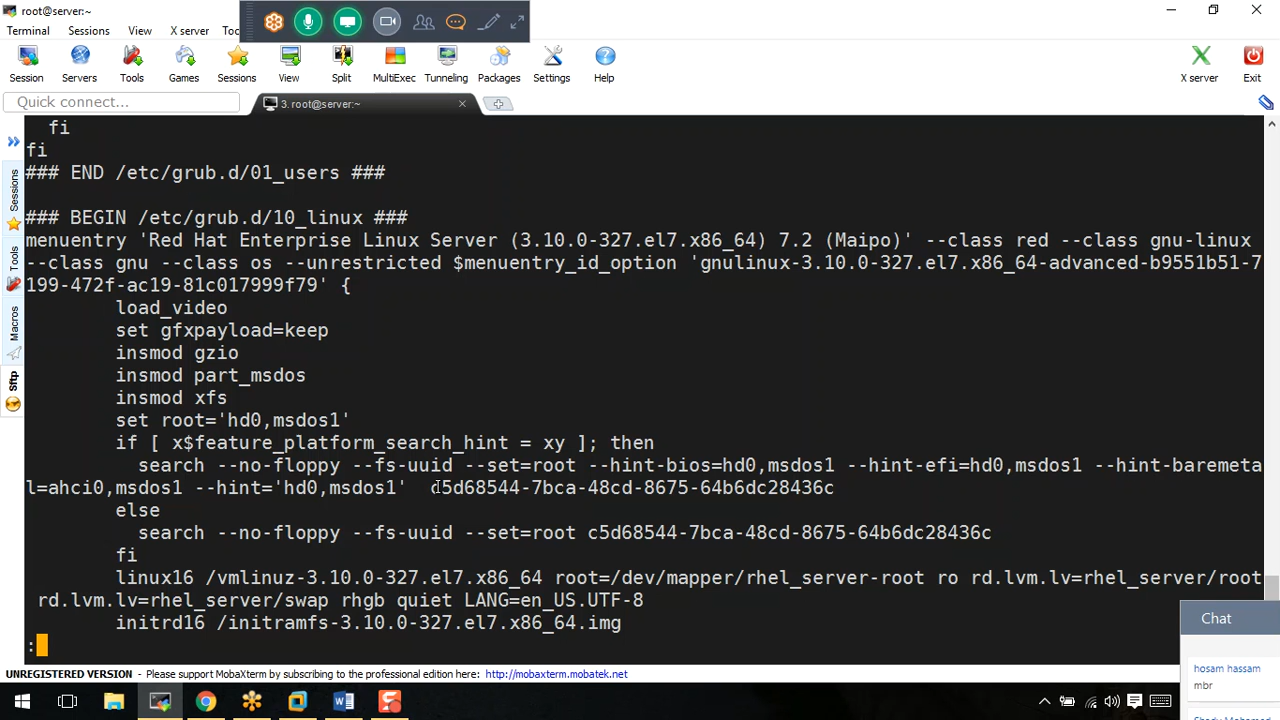 root@server:~
Terminal Sessions View X server
Session Servers Tools Games Sessions View Split MultiExec Tunneling Packages Settings Help X server Exit
Quick connect... 3. root@server:~
fi
fi
### END /etc/grub.d/01_users ###
### BEGIN /etc/grub.d/10_linux ###
menuentry 'Red Hat Enterprise Linux Server (3.10.0-327.el7.x86_64) 7.2 (Maipo)' --class red --class gnu-linux
--class gnu --class os --unrestricted $menuentry_id_option 'gnulinux-3.10.0-327.el7.x86_64-advanced-b9551b51-7
199-472f-ac19-81c017999f79' {
load_video
set gfxpayload=keep
insmod gzio
insmod part_msdos
insmod xfs
set root='hd0,msdos1'
if [ x$feature_platform_search_hint = xy ]; then
search --no-floppy --fs-uuid --set=root --hint-bios=hd0,msdos1 --hint-efi=hd0,msdos1 --hint-baremeta
l=ahci0,msdos1 --hint='hd0,msdos1' c5d68544-7bca-48cd-8675-64b6dc28436c
else
search --no-floppy --fs-uuid --set=root c5d68544-7bca-48cd-8675-64b6dc28436c
fi
linux16 /vmlinuz-3.10.0-327.el7.x86_64 root=/dev/mapper/rhel_server-root ro rd.lvm.lv=rhel_server/root
rd.lvm.lv=rhel_server/swap rhgb quiet LANG=en_US.UTF-8
initrd16 /initramfs-3.10.0-327.el7.x86_64.img
:
Sessions
Tools
Macros
Sftp
Chat
hosam hassam
mbr
UNREGISTERED VERSION - Please support MobaXterm by subscribing to the professional edition here: http://mobaxterm.mobatek.net